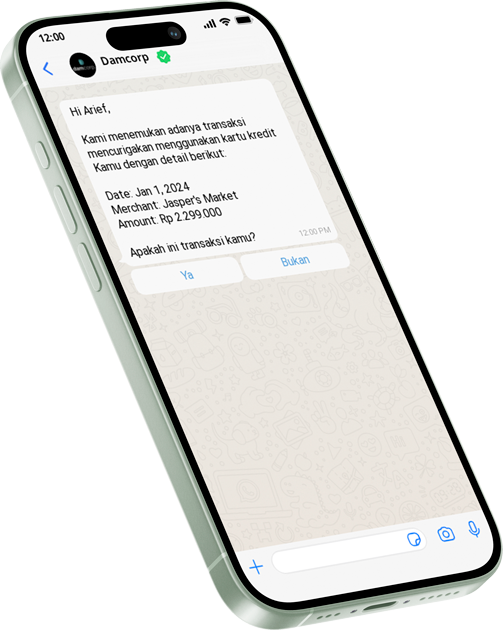 12:00
Damcorp
Hi Arief,
Kami menemukan adanya transaksi
mencurigakan menggunakan kartu kredit
Kamu dengan detail berikut:
Date: Jan 1, 2024
Merchant: Jasper's Market
Amount: Rp 2.299.000
Apakah ini transaksi kamu?
12:00 PM
Ya
Bukan